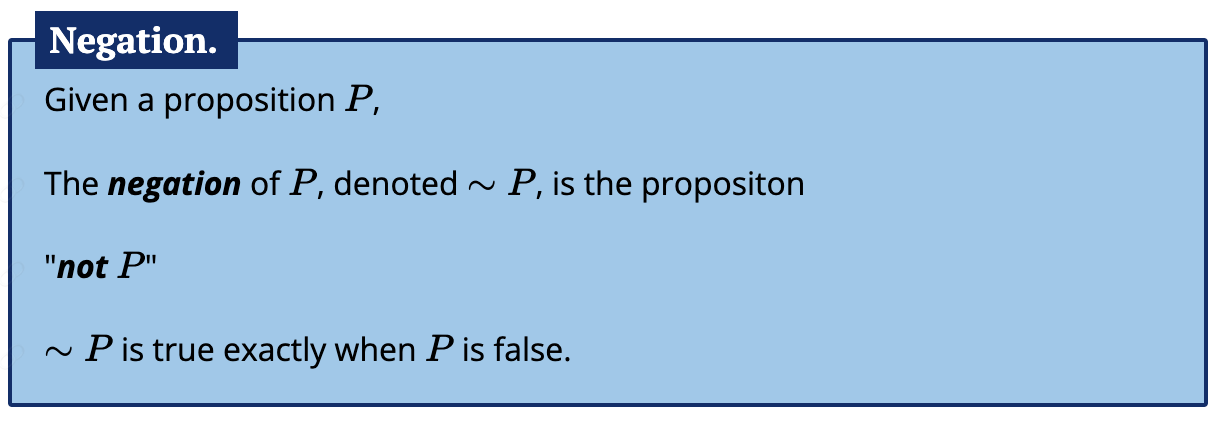 Negation.
Given a proposition P,
The negation of P, denoted ∼ P, is the propositon
"not P"
∼ P is true exactly when P is false.